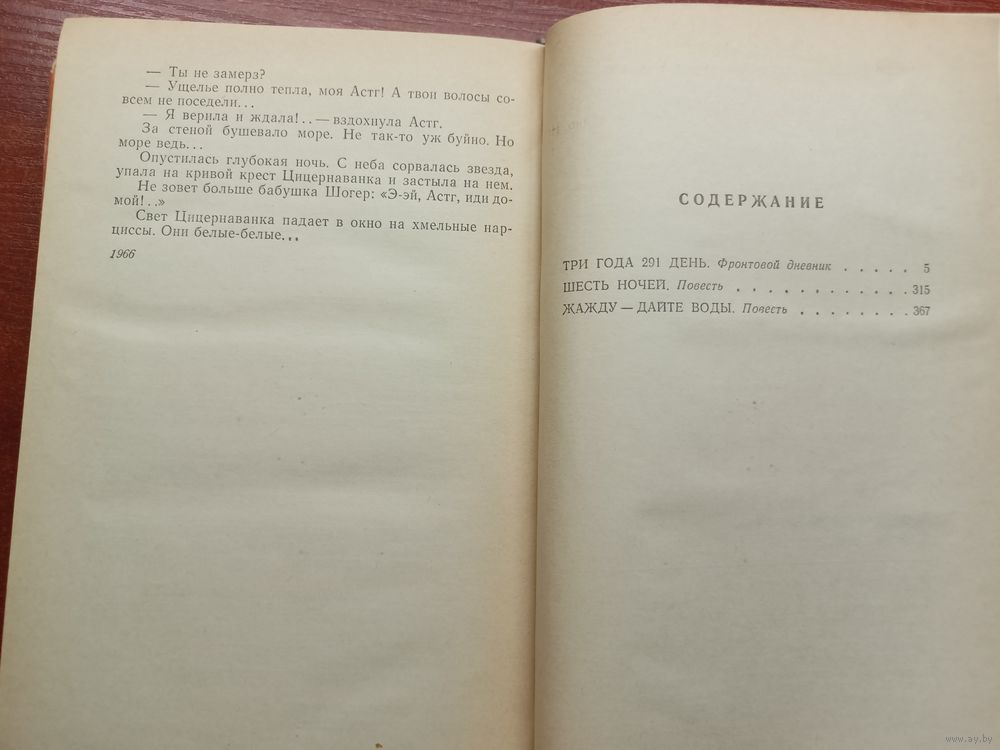 — Ты не замерз?
— Ущелье полно тепла, моя Астг! А твои волосы со-
всем не поседели...
— Я верила и ждала!..— вздохнула Астг.
За стеной бушевало море. Не так-то уж буйно. Но
море ведь...
Опустилась глубокая ночь. С неба сорвалась звезда,
упала на кривой крест Цицернаванка и застыла на нем.
Не зовет больше бабушка Шогер: «Э-эй, Астг, иди до-
мой!..»
Свет Цицернаванка падает в окно на хмельные нар-
циссы. Они белые-белые...
1966
СОДЕРЖАНИЕ
ТРИ ГОДА 291 ДЕНЬ. Фронтовой дневник . . . . . 5
ШЕСТЬ НОЧЕЙ. Повесть . . . . . . . . . . . . 315
ЖАЖДУ — ДАЙТЕ ВОДЫ. Повесть . . . . . . . . 367
www.ay.by